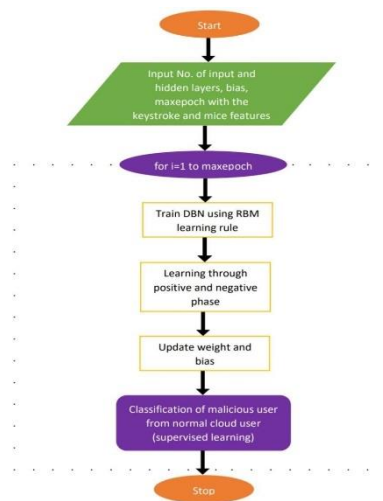 Start
Input No. of input and
hidden layers, bias,
maxepoch with the
keystroke and mice features
for i=1 to maxepoch
Train DBN using RBM
learning rule
Learning through
positive and negative
phase
Update weight and
bias
Classification of malicious user
from normal cloud user
(supervised learning)
Stop